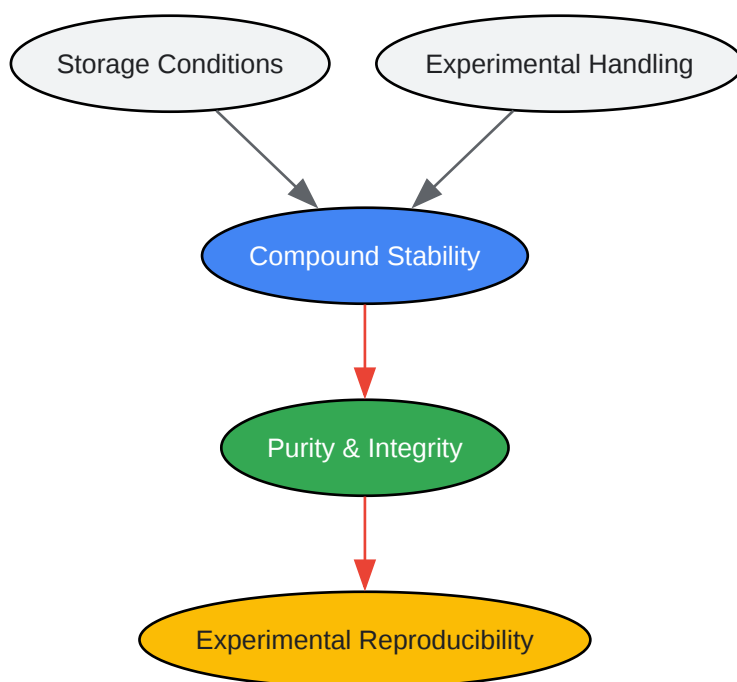 Storage Conditions
Experimental Handling
Compound Stability
Purity & Integrity
Experimental Reproducibility